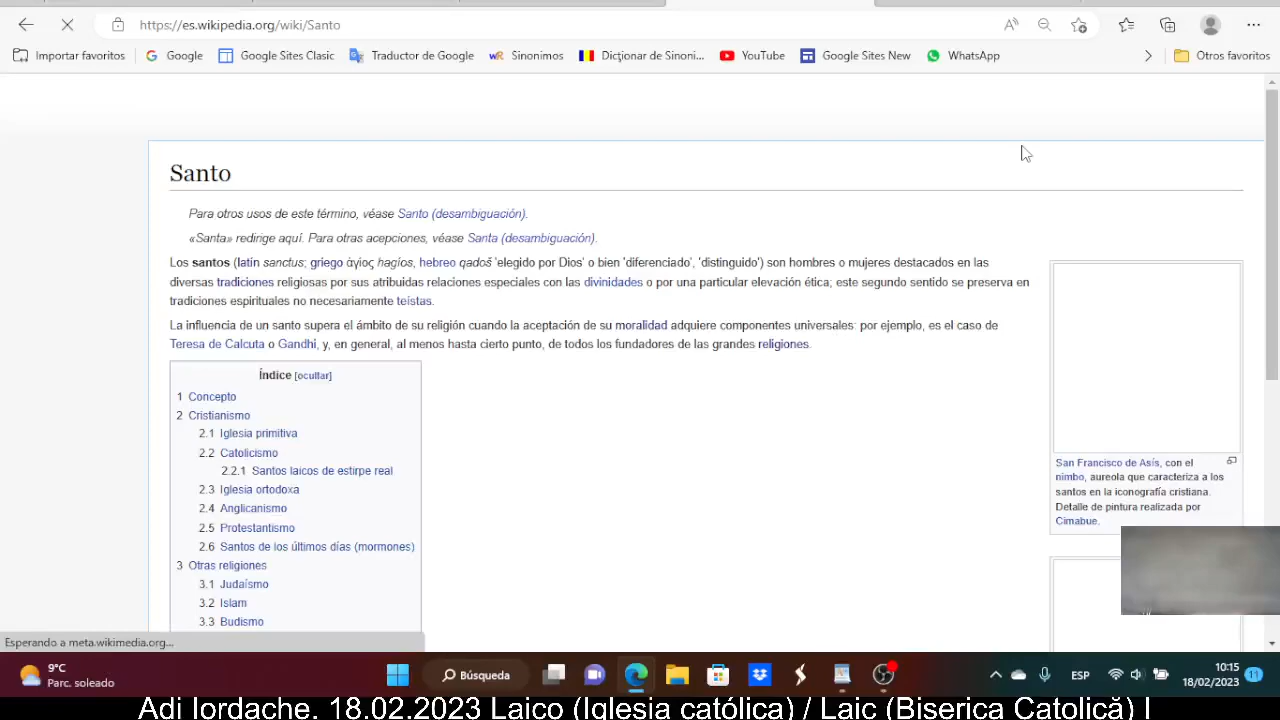 https://es.wikipedia.org/wiki/Santo
Importar favoritos Google Google Sites Clasic Traductor de Google Sinonimos Dicționar de Sinoni... YouTube Google Sites New WhatsApp Otros favoritos
Santo
Para otros usos de este término, véase Santo (desambiguación).
«Santa» redirige aquí. Para otras acepciones, véase Santa (desambiguación).
Los santos (latín sanctus; griego ἁγίος hagíos, hebreo qadoš 'elegido por Dios' o bien 'diferenciado', 'distinguido') son hombres o mujeres destacados en las
diversas tradiciones religiosas por sus atribuidas relaciones especiales con las divinidades o por una particular elevación ética; este segundo sentido se preserva en
tradiciones espirituales no necesariamente teístas.
La influencia de un santo supera el ámbito de su religión cuando la aceptación de su moralidad adquiere componentes universales: por ejemplo, es el caso de
Teresa de Calcuta o Gandhi, y, en general, al menos hasta cierto punto, de todos los fundadores de las grandes religiones.
Índice [ocultar]
1 Concepto
2 Cristianismo
2.1 Iglesia primitiva
2.2 Catolicismo
2.2.1 Santos laicos de estirpe real
2.3 Iglesia ortodoxa
2.4 Anglicanismo
2.5 Protestantismo
2.6 Santos de los últimos días (mormones)
3 Otras religiones
3.1 Judaísmo
3.2 Islam
3.3 Budismo
San Francisco de Asís, con el
nimbo, aureola que caracteriza a los
santos en la iconografía cristiana.
Detalle de pintura realizada por
Cimabue.
Esperando a meta.wikimedia.org...
9°C
Parc. soleado
Búsqueda
ESP
10:15
18/02/2023
11
Adi Iordache. 18.02.2023 Laico (Iglesia católica) / Laic (Biserica Catolică) I